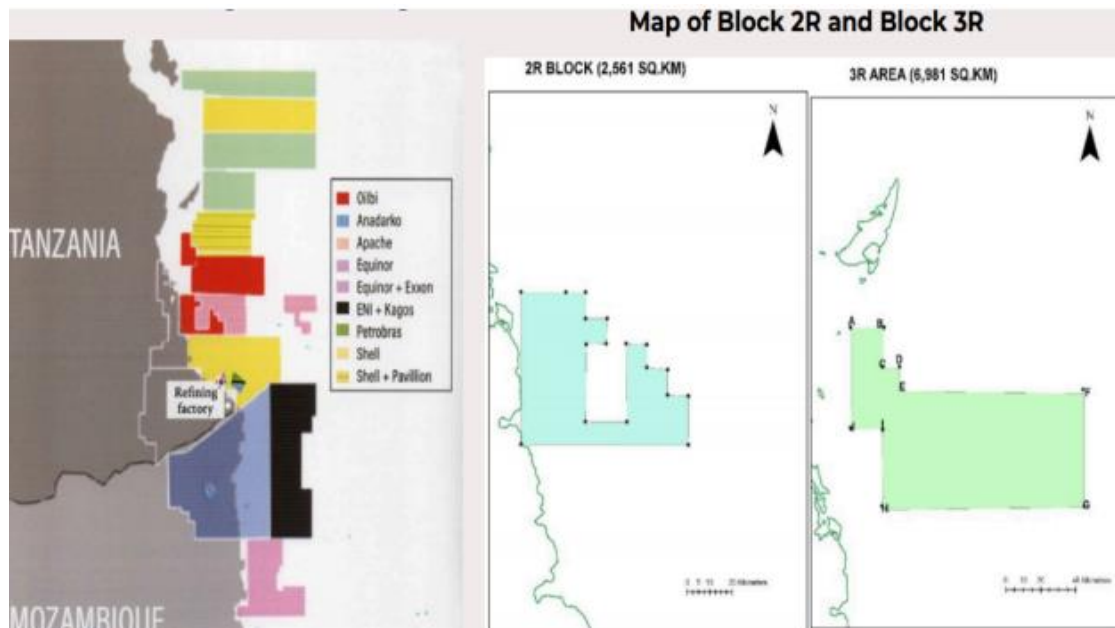 Map of Block 2R and Block 3R
TANZANIA
MOZAMBIQUE
Refining
factory
Oilbi
Anadarko
Apache
Equinor
Equinor + Exxon
ENI + Kagos
Petrobras
Shell
Shell + Pavillion
2R BLOCK (2,561 SQ.KM)
N
3R AREA (6,981 SQ.KM)
N
A
B
C
D
E
F
G
H